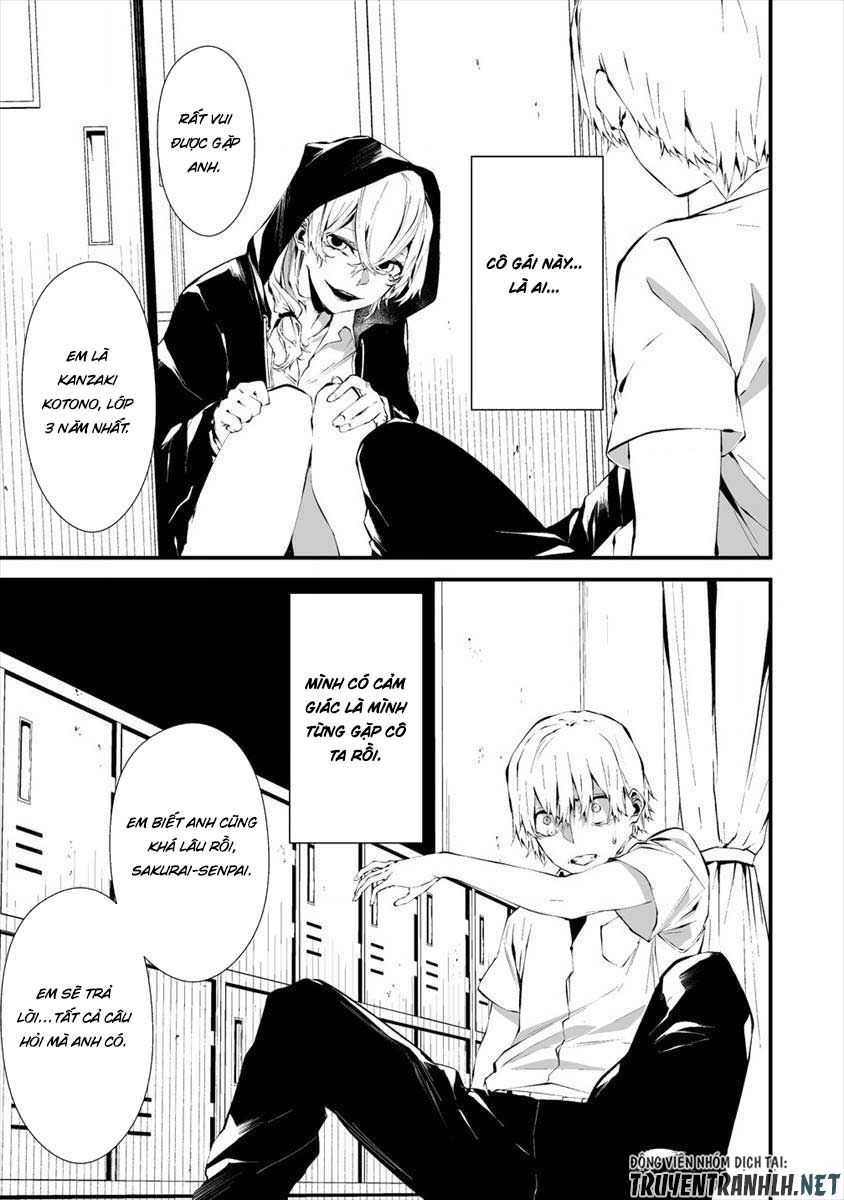 CÔ GÁI NÀY...
LÀ AI...
RẤT VUI
ĐƯỢC GẶP
ANH.
EM LÀ
KANZAKI
KOTONO, LỚP
3 NĂM NHẤT.
MÌNH CÓ CẢM
GIÁC LÀ MÌNH
TỪNG GẶP CÔ
TA RỒI.
EM BIẾT ANH CŨNG
KHÁ LÂU RỒI,
SAKURAI-SENPAI.
EM SẼ TRẢ
LỜI...TẤT CẢ CÂU
HỎI MÀ ANH CÓ.
ĐỘNG VIÊN NHÓM DỊCH TẠI:
TRUYENTRANHLH.NET